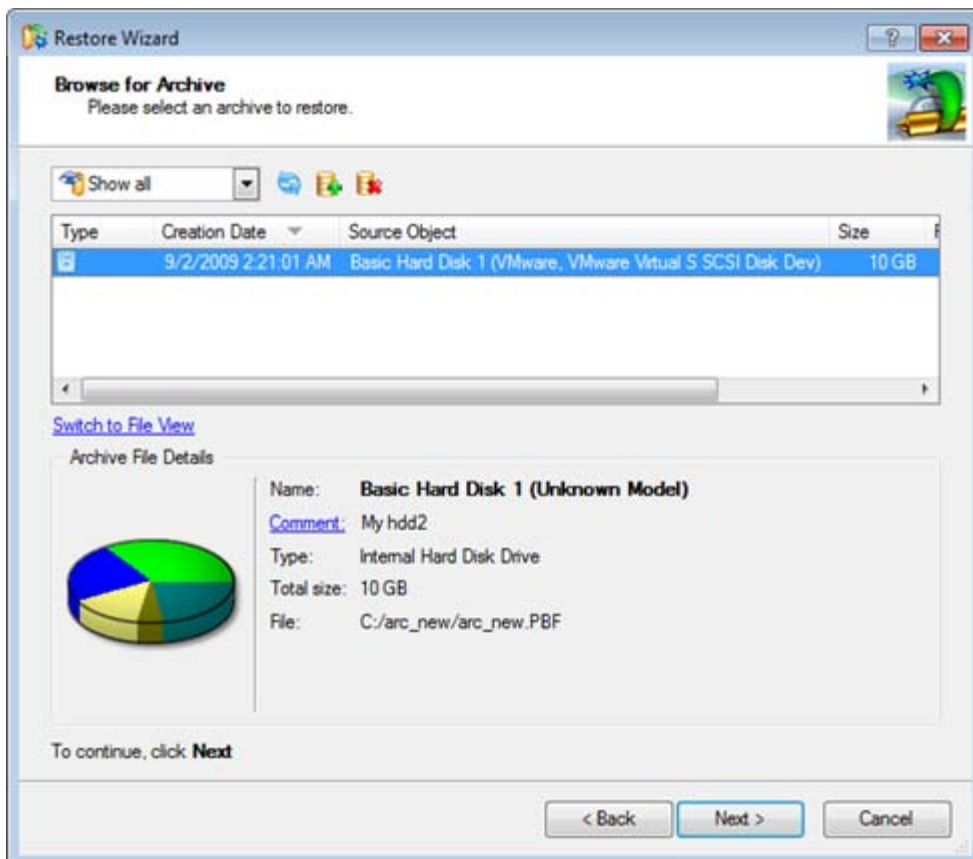 Restore Wizard
Browse for Archive
Please select an archive to restore.
Show all
Type Creation Date Source Object Size
9/2/2009 2:21:01 AM Basic Hard Disk 1 (VMware, VMware Virtual S SCSI Disk Dev) 10 GB
Switch to File View
Archive File Details
Name: Basic Hard Disk 1 (Unknown Model)
Comment: My hdd2
Type: Internal Hard Disk Drive
Total size: 10 GB
File: C:/arc_new/arc_new.PBF
To continue, click Next
< Back Next > Cancel